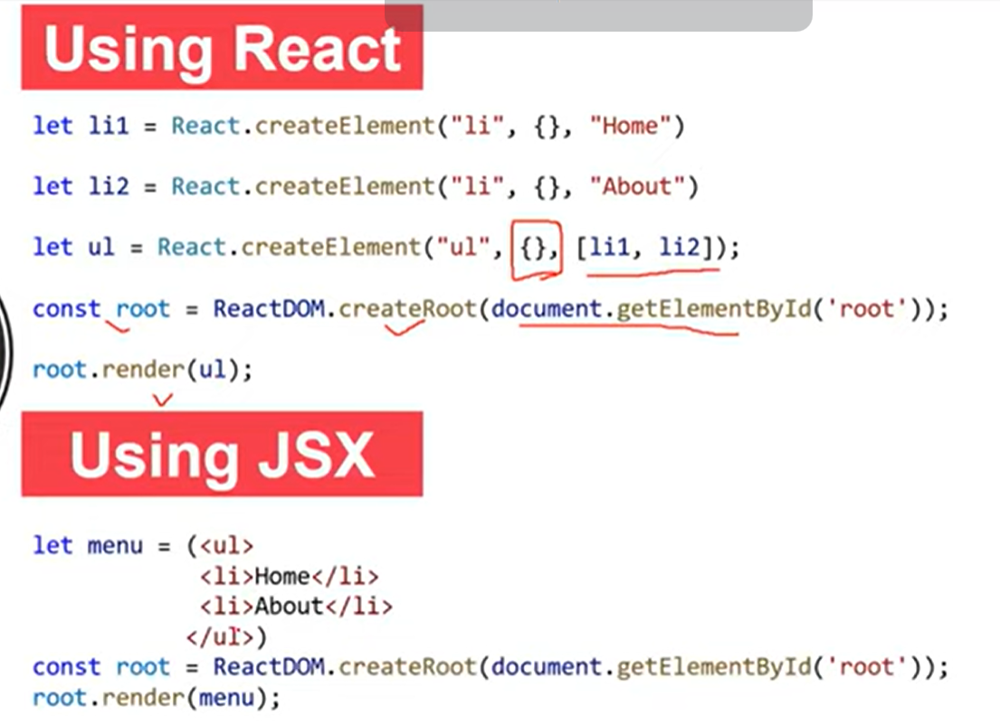 Using React
let li1 = React.createElement("li", {}, "Home")
let li2 = React.createElement("li", {}, "About")
let ul = React.createElement("ul", {}, [li1, li2]);
const root = ReactDOM.createRoot(document.getElementById('root'));
root.render(ul);
Using JSX
let menu = (<ul>
<li>Home</li>
<li>About</li>
</ul>)
const root = ReactDOM.createRoot(document.getElementById('root'));
root.render(menu);